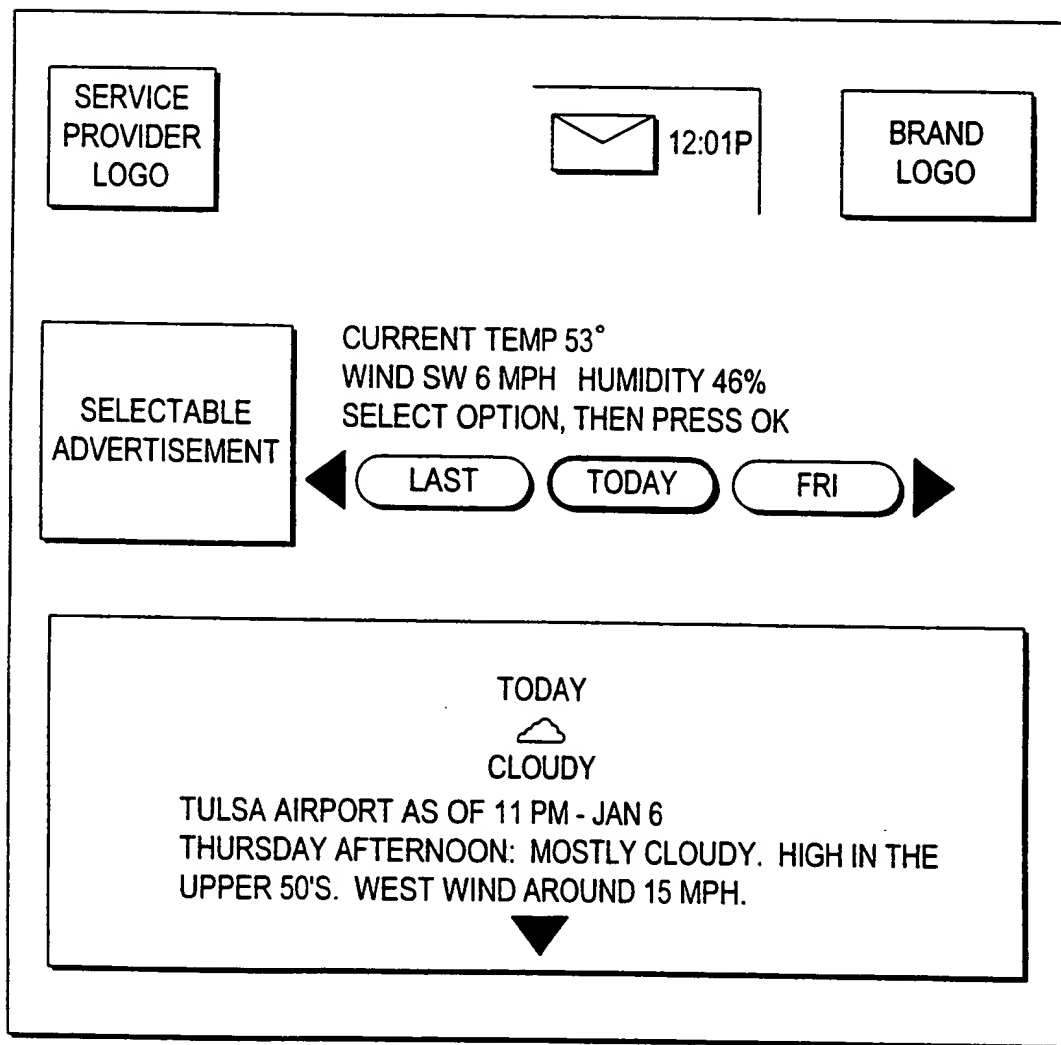 SERVICE
PROVIDER
LOGO
12:01P
BRAND
LOGO
SELECTABLE
ADVERTISEMENT
CURRENT TEMP 53°
WIND SW 6 MPH HUMIDITY 46%
SELECT OPTION, THEN PRESS OK
LAST TODAY FRI
TODAY
CLOUDY
TULSA AIRPORT AS OF 11 PM - JAN 6
THURSDAY AFTERNOON: MOSTLY CLOUDY. HIGH IN THE
UPPER 50'S. WEST WIND AROUND 15 MPH.